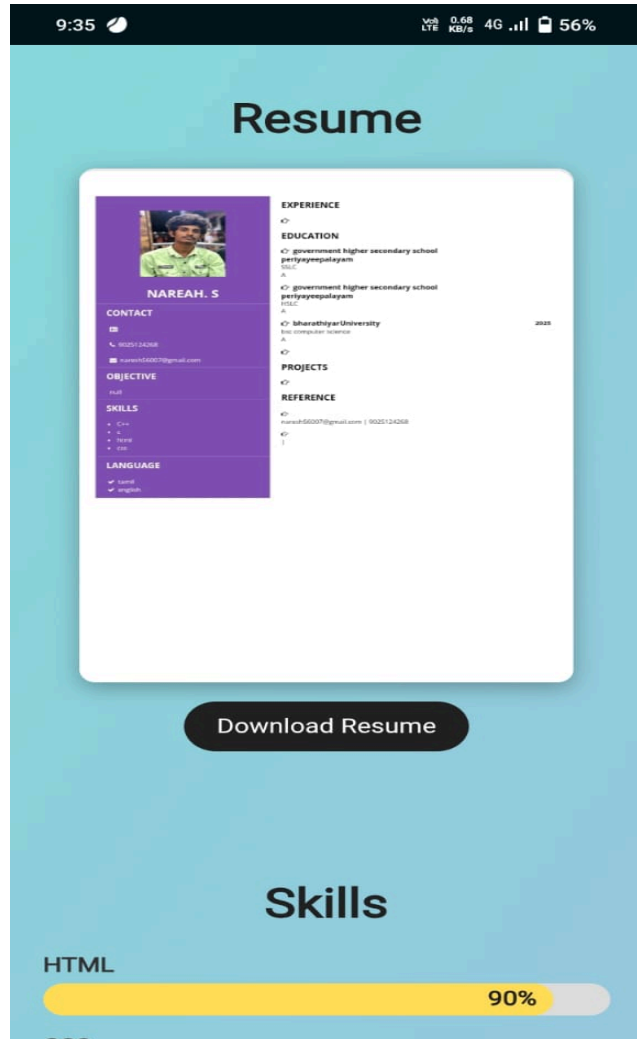 9:35
Vo) LTE 0.68 KB/s 4G 56%
Resume
NAREAH. S
CONTACT
9025124268
naresh56007@gmail.com
OBJECTIVE
null
SKILLS
C++
c
html
css
LANGUAGE
tamil
english
EXPERIENCE
EDUCATION
government higher secondary school
periyayeepalayam
SSLC
A
government higher secondary school
periyayeepalayam
HSLC
A
bharathiyarUniversity 2025
bsc computer science
A
PROJECTS
REFERENCE
naresh56007@gmail.com | 9025124268
|
Download Resume
Skills
HTML
90%